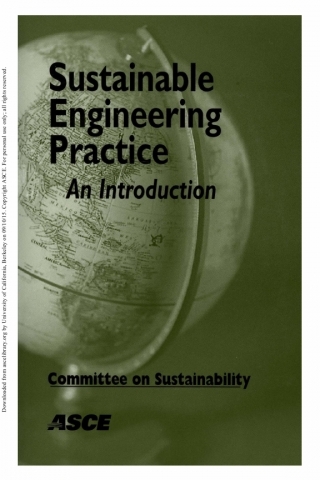 Sustainable
Engineering
Practice
An Introduction
Committee on Sustainability
ASCE
Downloaded from ascelibrary.org by University of California, Berkeley on 09/10/15. Copyright ASCE. For personal use only; all rights reserved.